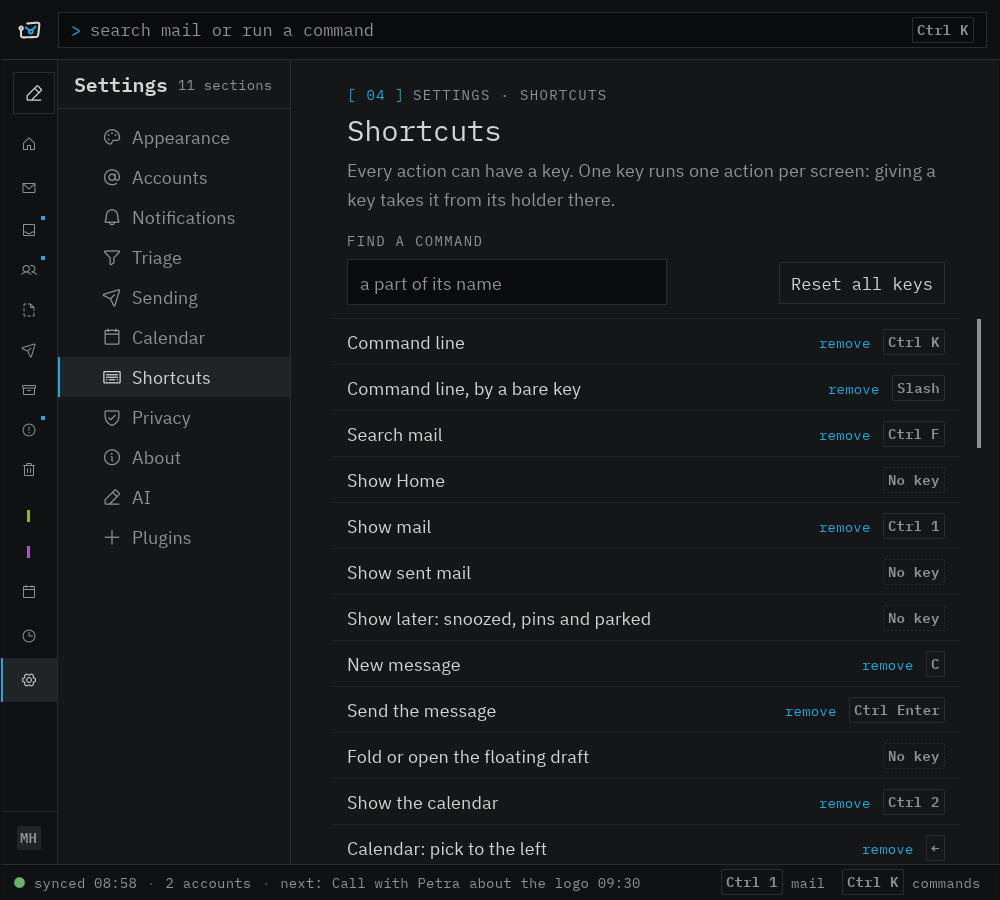 > search mail or run a command Ctrl K
Settings 11 sections
Appearance
Accounts
Notifications
Triage
Sending
Calendar
Shortcuts
Privacy
About
AI
Plugins
MH
[ 04 ] SETTINGS · SHORTCUTS
Shortcuts
Every action can have a key. One key runs one action per screen: giving a
key takes it from its holder there.
FIND A COMMAND
a part of its name
Reset all keys
Command line remove Ctrl K
Command line, by a bare key remove Slash
Search mail remove Ctrl F
Show Home No key
Show mail remove Ctrl 1
Show sent mail No key
Show later: snoozed, pins and parked No key
New message remove C
Send the message remove Ctrl Enter
Fold or open the floating draft No key
Show the calendar remove Ctrl 2
Calendar: pick to the left remove ←
synced 08:58 · 2 accounts · next: Call with Petra about the logo 09:30 Ctrl 1 mail Ctrl K commands